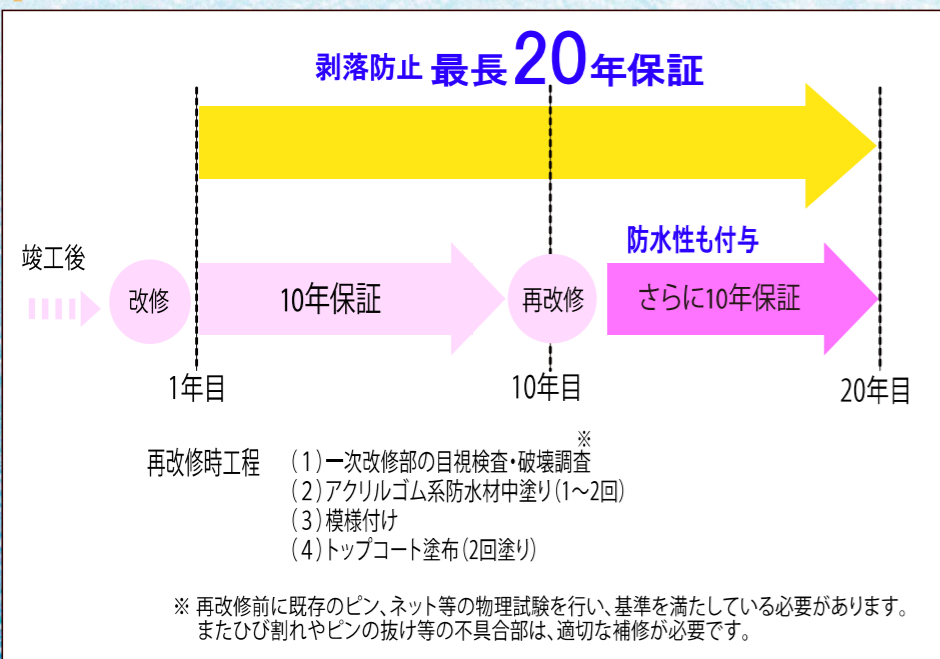 剥落防止 最長20年保証
防水性も付与
竣工後
改修
10年保証
再改修
さらに10年保証
1年目
10年目
20年目
※
再改修時工程 (1)一次改修部の目視検査・破壊調査
(2)アクリルゴム系防水材中塗り(1〜2回)
(3)模様付け
(4)トップコート塗布(2回塗り)
※ 再改修前に既存のピン、ネット等の物理試験を行い、基準を満たしている必要があります。
またひび割れやピンの抜け等の不具合部は、適切な補修が必要です。